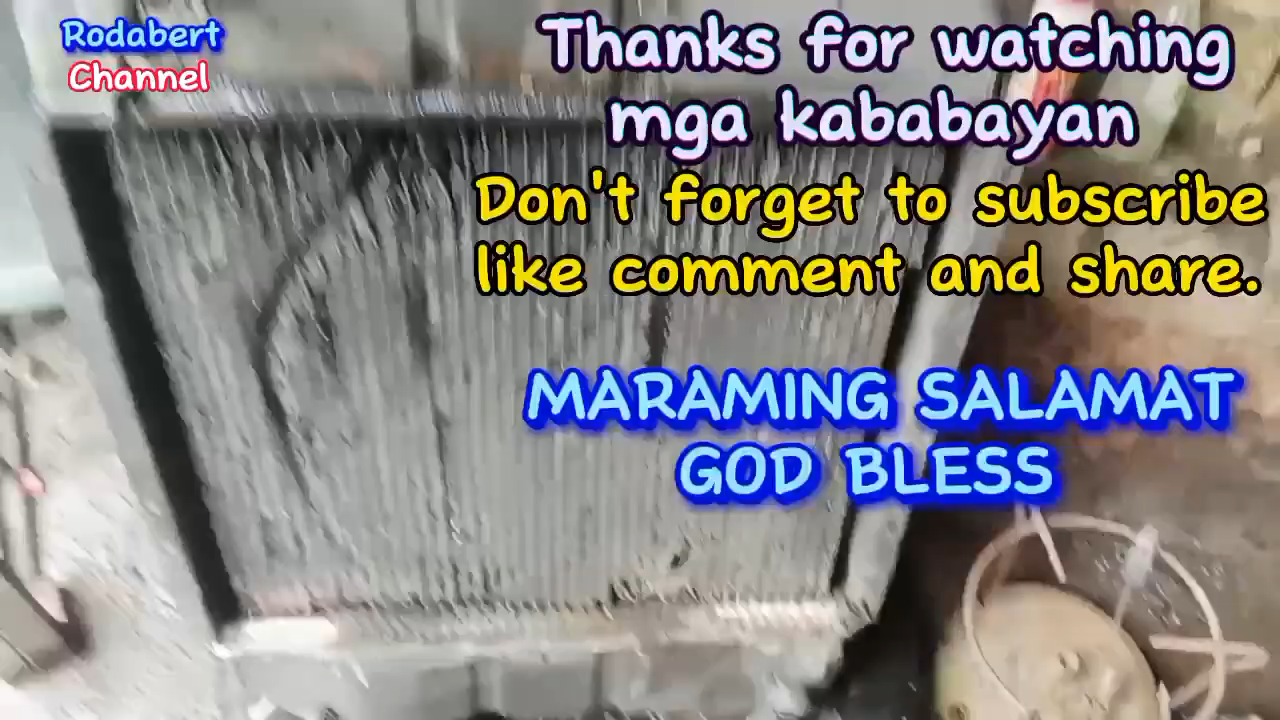 Rodabert
Channel
Thanks for watching
mga kababayan
Don't forget to subscribe
like comment and share.
MARAMING SALAMAT
GOD BLESS